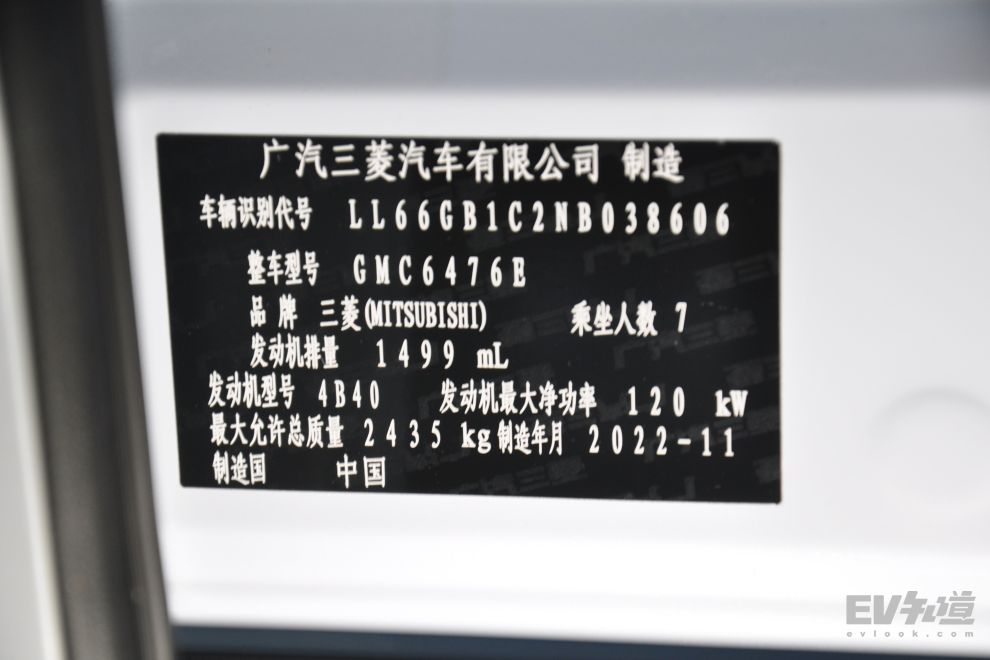 广汽三菱汽车有限公司 制造
车辆识别代号 LL66GB1C2NB038606
整车型号 GMC6476E
品牌 三菱(MITSUBISHI) 乘坐人数 7
发动机排量 1499 mL
发动机型号 4B40 发动机最大净功率 120 kW
最大允许总质量 2435 kg 制造年月 2022-11
制造国 中国
EV知道
evlook.com